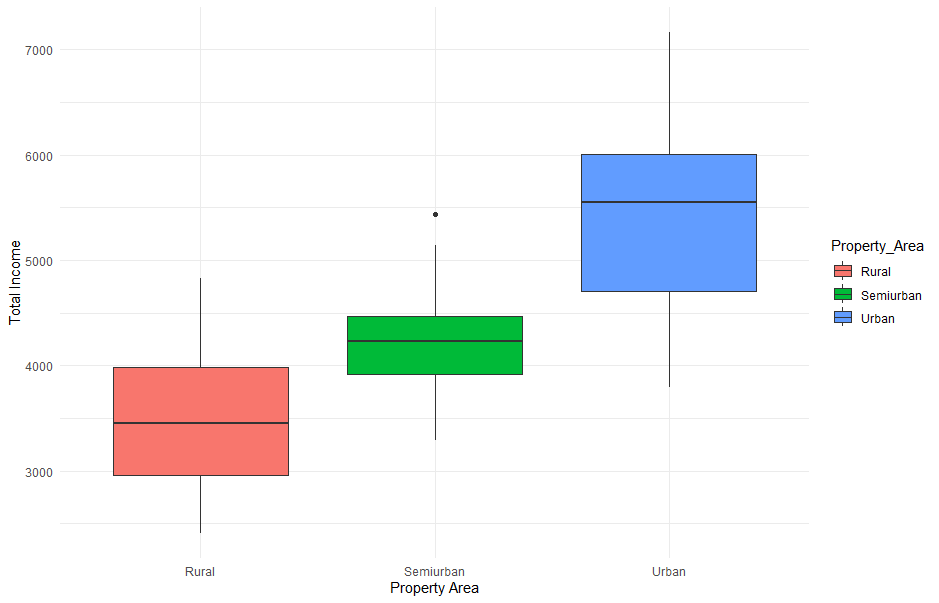 7000
6000
5000
4000
3000
Total Income
Rural
Semiurban
Urban
Property Area
Property_Area
Rural
Semiurban
Urban